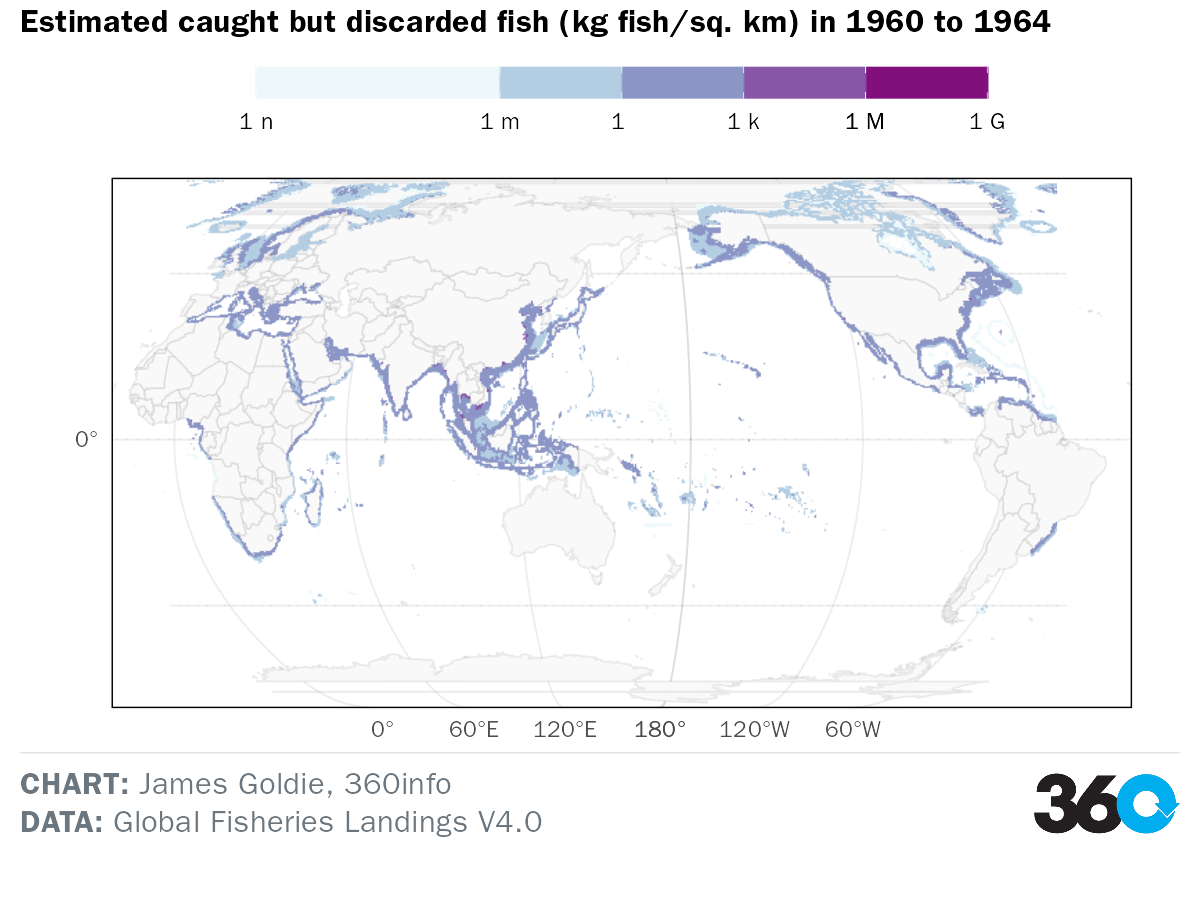 Estimated caught but discarded fish (kg fish/sq. km) in 1960 to 1964
1 n 1 m 1 1 k 1 M 1 G
0°
0° 60°E 120°E 180° 120°W 60°W
CHART: James Goldie, 360info
DATA: Global Fisheries Landings V4.0
360